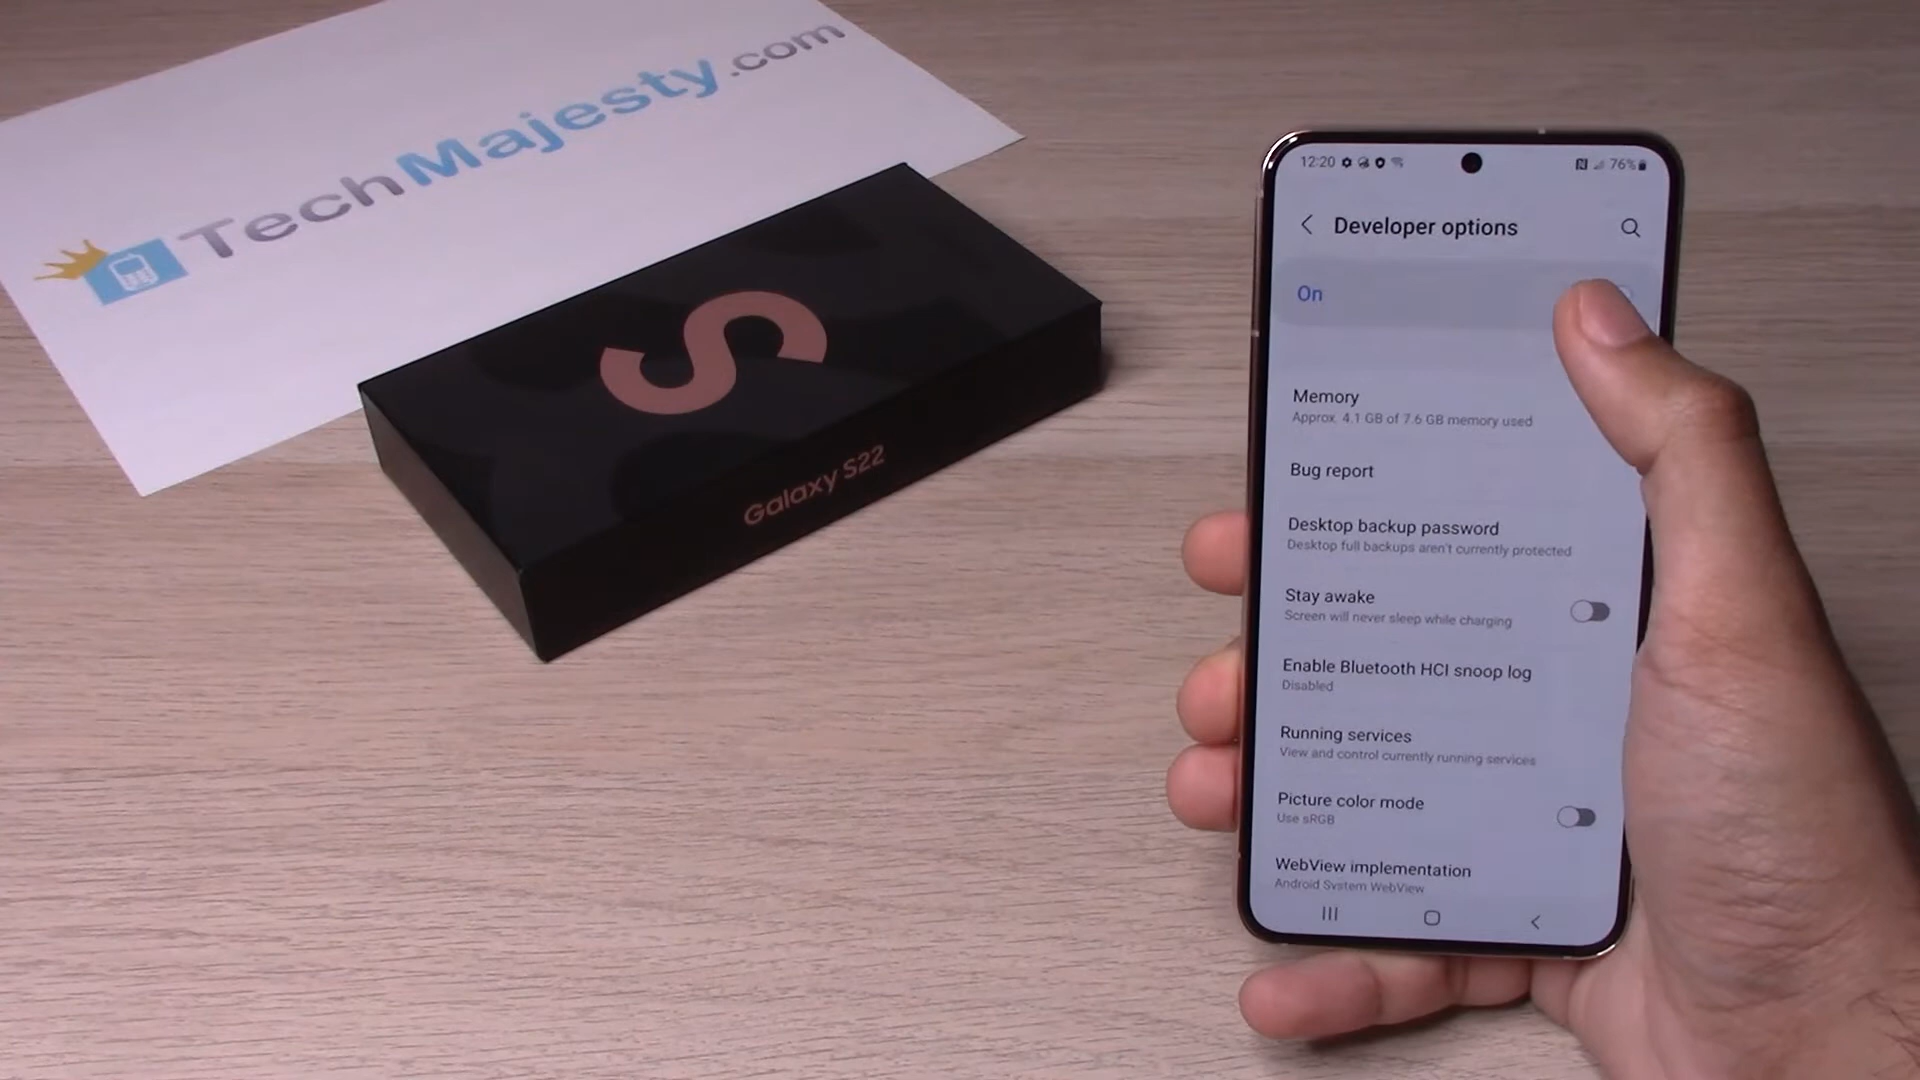 TechMajesty.com
S
Galaxy S22
12:20
76%
Developer options
On
Memory
Approx. 4.1 GB of 7.6 GB memory used
Bug report
Desktop backup password
Desktop full backups aren't currently protected
Stay awake
Screen will never sleep while charging
Enable Bluetooth HCI snoop log
Disabled
Running services
View and control currently running services
Picture color mode
Use sRGB
WebView implementation
Android System WebView